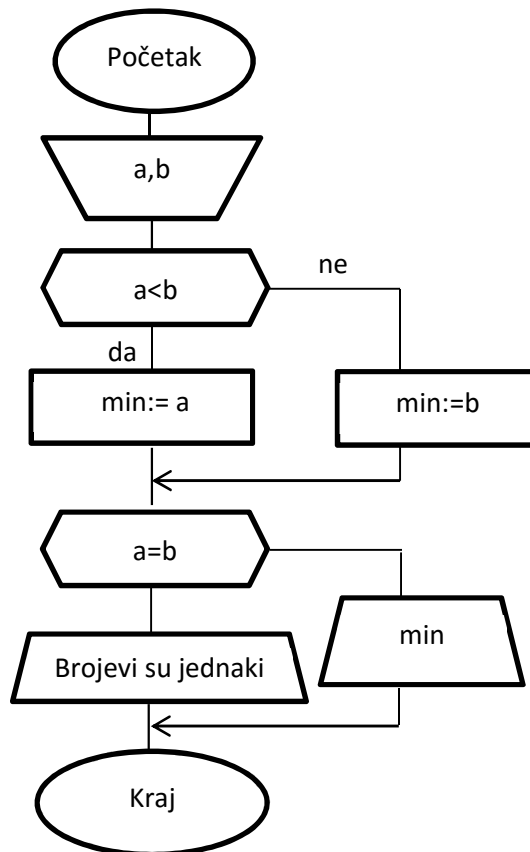 Početak
a,b
a<b
ne
da
min:= a
min:=b
a=b
min
Brojevi su jednaki
Kraj